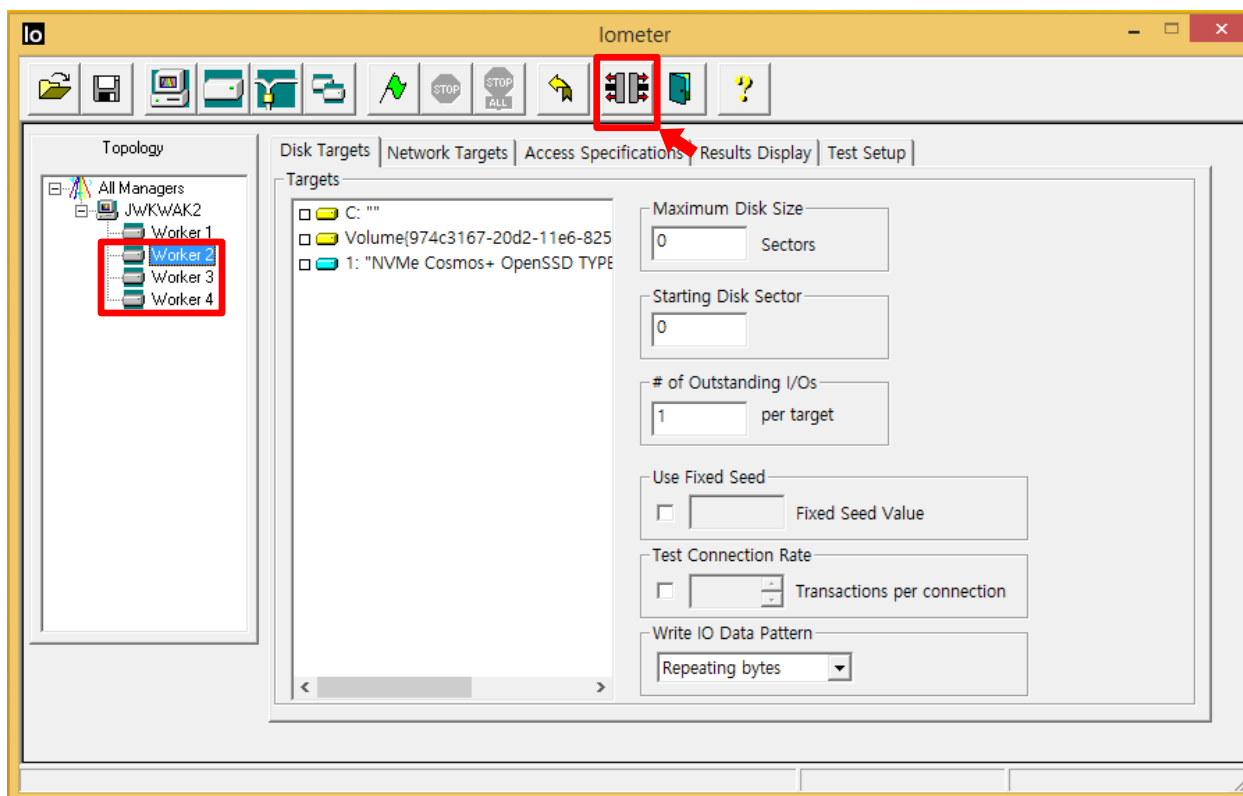 Io
Iometer
STOP
STOP
ALL
?
Topology
All Managers
JWKWAK2
Worker 1
Worker 2
Worker 3
Worker 4
Disk Targets
Network Targets
Access Specifications
Results Display
Test Setup
Targets
C: ""
Volume{974c3167-20d2-11e6-825
1: "NVMe Cosmos+ OpenSSD TYPE
Maximum Disk Size
0 Sectors
Starting Disk Sector
0
# of Outstanding I/Os
1 per target
Use Fixed Seed
Fixed Seed Value
Test Connection Rate
Transactions per connection
Write IO Data Pattern
Repeating bytes